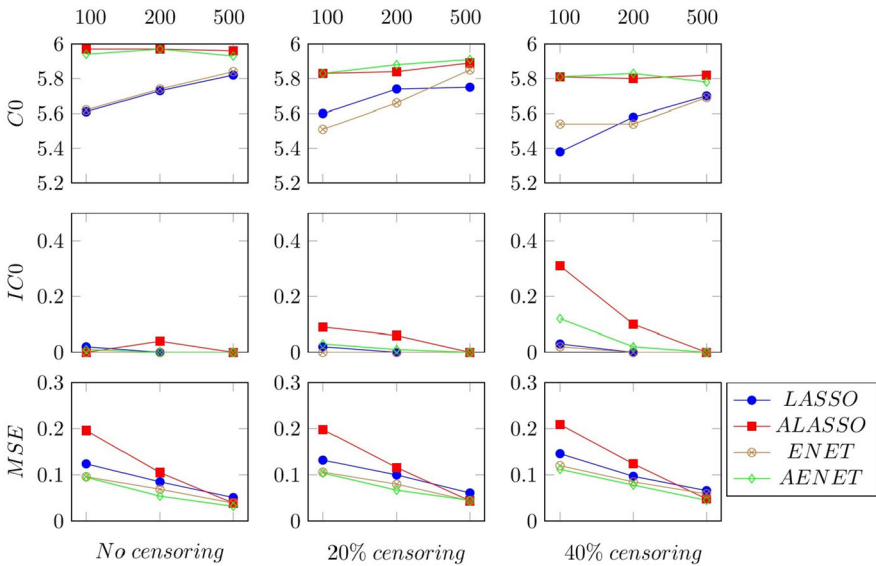 100 200 500 100 200 500 100 200 500
6 6 6
5.8 5.8 5.8
C0 5.6 5.6 5.6
5.4 5.4 5.4
5.2 5.2 5.2
0.4 0.4 0.4
IC0 0.2 0.2 0.2
0 0 0
0.3 0.3 0.3
MSE 0.2 0.2 0.2
0.1 0.1 0.1
0 0 0
LASSO
ALASSO
ENET
AENET
No censoring 20% censoring 40% censoring